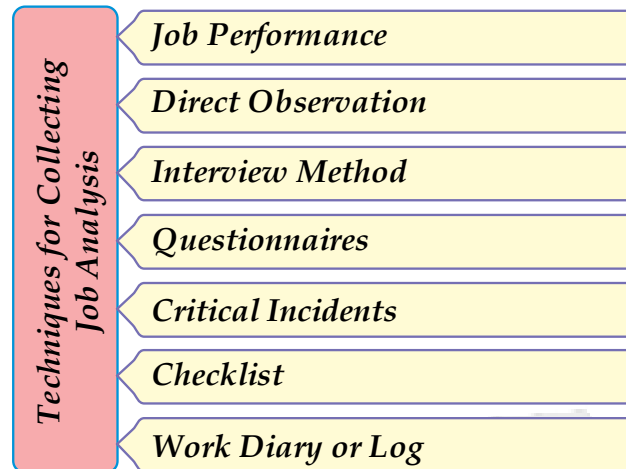 Techniques for Collecting
Job Analysis
Job Performance
Direct Observation
Interview Method
Questionnaires
Critical Incidents
Checklist
Work Diary or Log